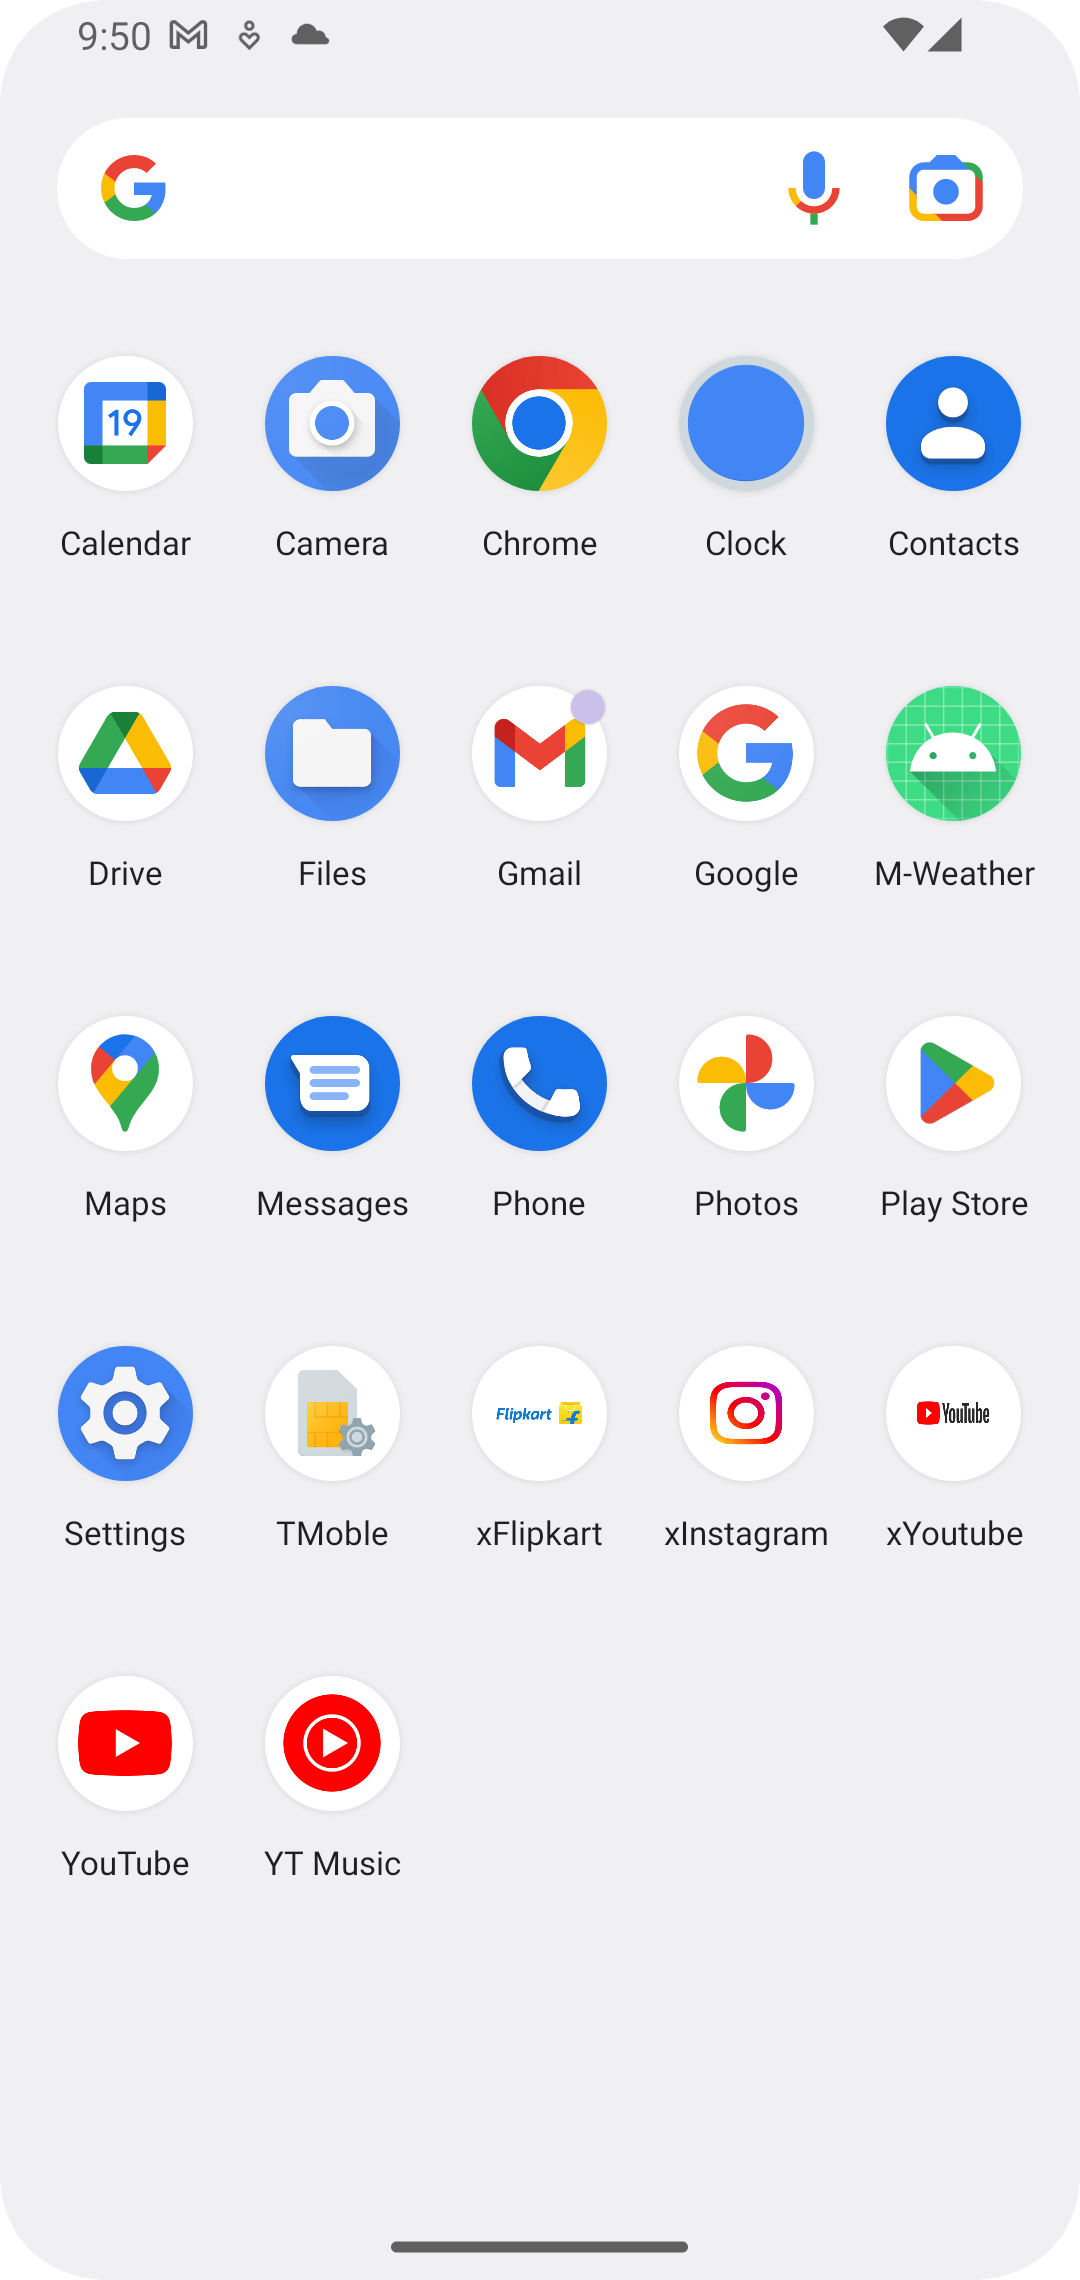 9:50
19
Calendar Camera Chrome Clock Contacts
Drive Files Gmail Google M-Weather
Maps Messages Phone Photos Play Store
Flipkart YouTube
Settings TMoble xFlipkart xInstagram xYoutube
YouTube YT Music